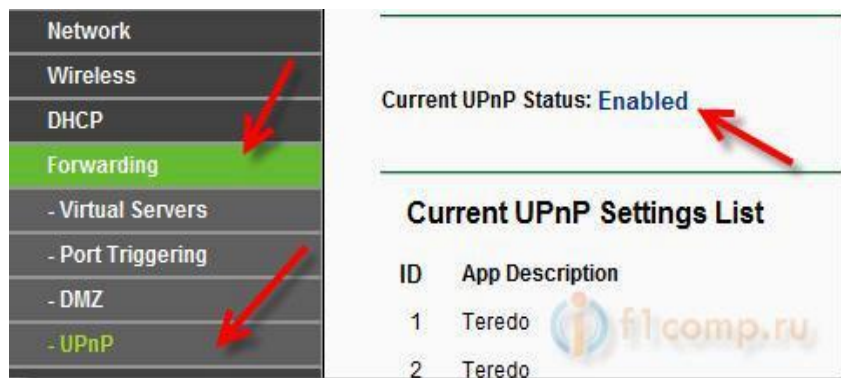 Network
Wireless
DHCP
Forwarding
- Virtual Servers
- Port Triggering
- DMZ
- UPnP
Current UPnP Status: Enabled
Current UPnP Settings List
ID App Description
1 Teredo
2 Teredo
f1comp.ru